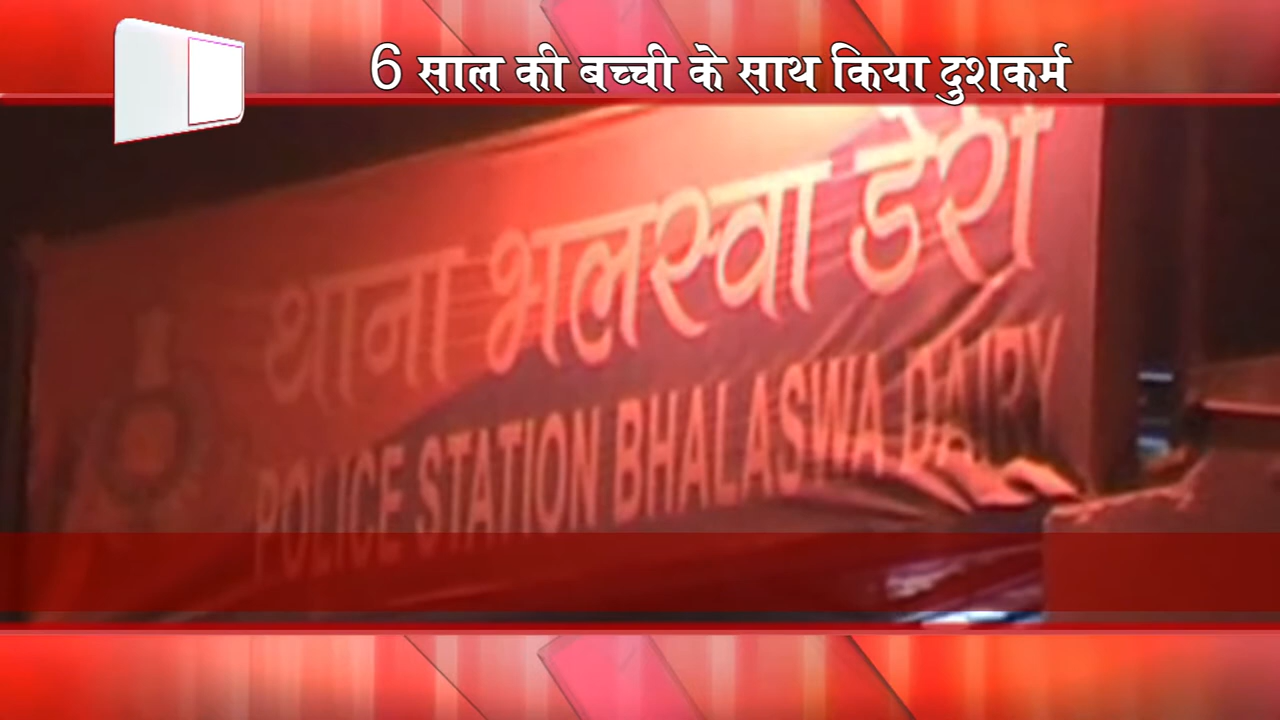 6 साल की बच्ची के साथ किया दुशकर्म
थाना भलस्वा डेरी
POLICE STATION BHALASWA DAIRY